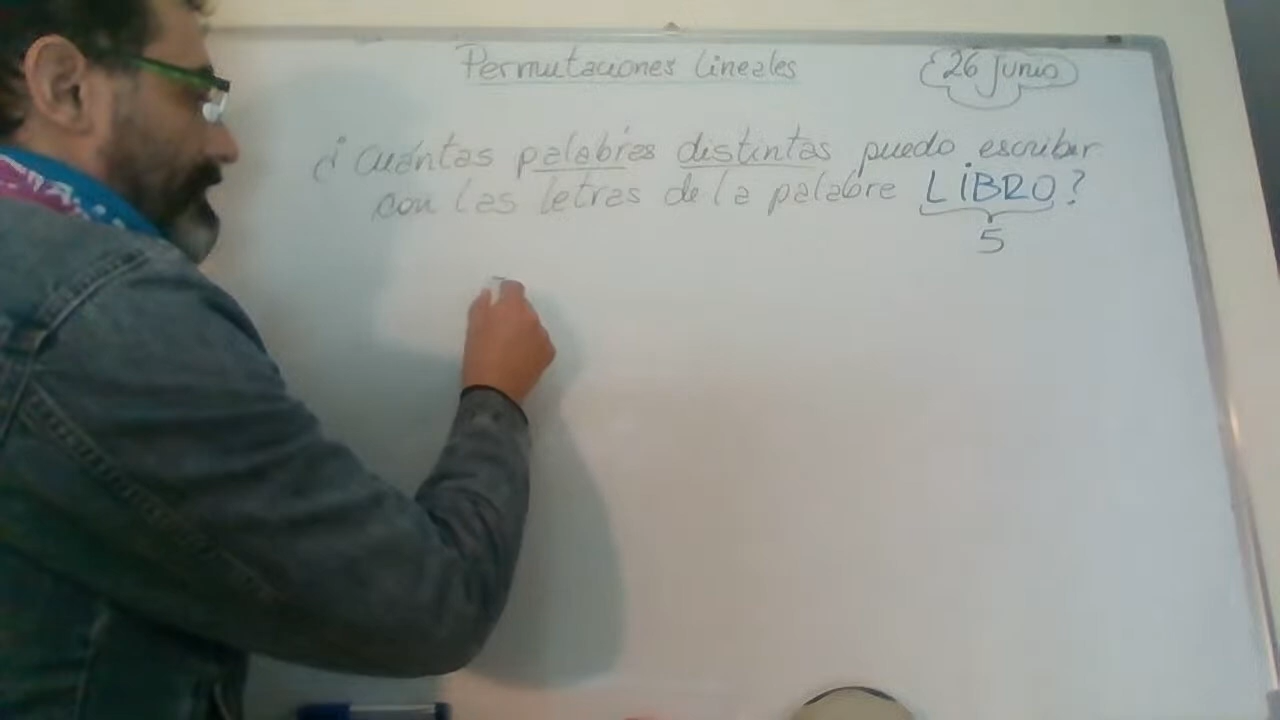 Permutaciones Lineales
26 Junio
¿Cuántas palabras distintas puedo escribir
con las letras de la palabra LiBRO?
5